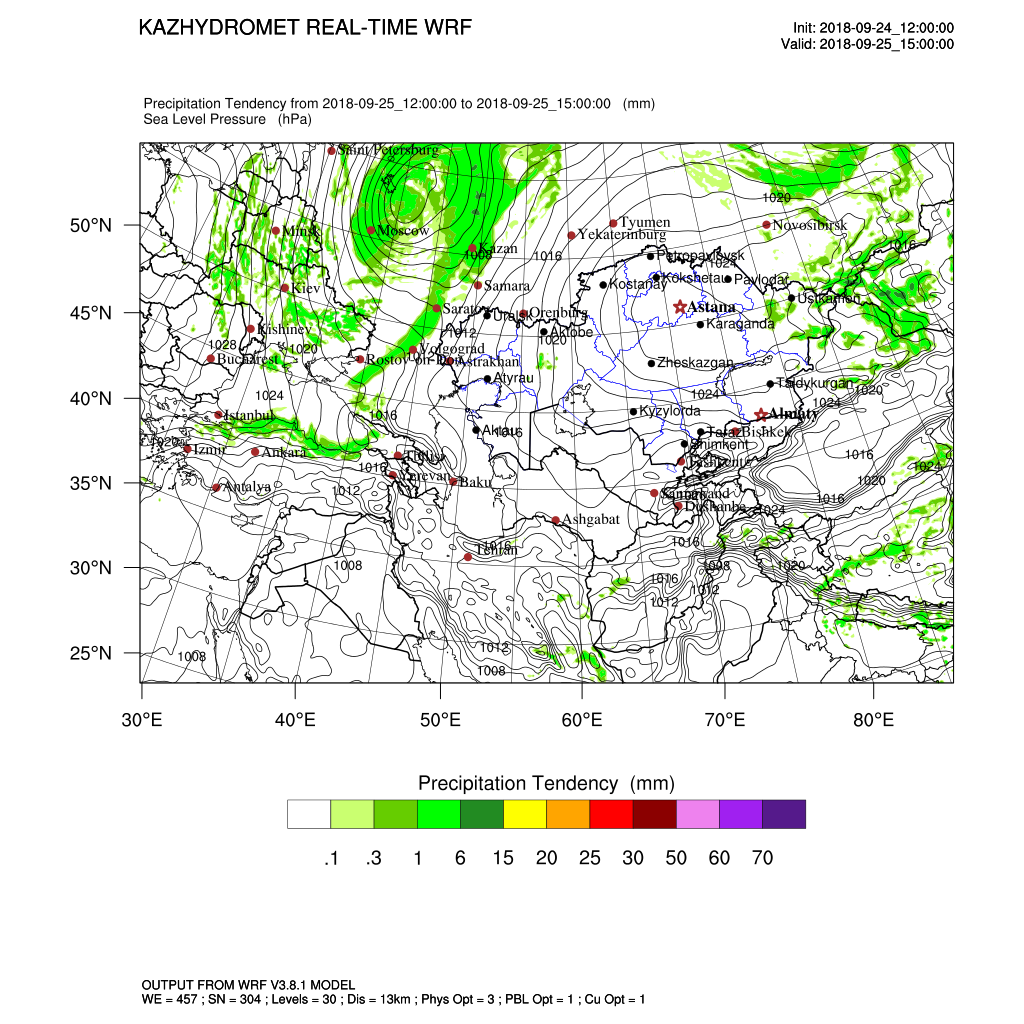 KAZHYDROMET REAL-TIME WRF
Init: 2018-09-24_12:00:00
Valid: 2018-09-25_15:00:00
Precipitation Tendency from 2018-09-25_12:00:00 to 2018-09-25_15:00:00 (mm)
Sea Level Pressure (hPa)
Saint Petersburg
1020
50°N
Minsk
Moscow
Tyumen
Novosibirsk
Yekaterinburg
Kazan
1008
1016
1016
Petropavlovsk
1024
Kokshetau
Pavlodar
Kiev
Samara
Kostanay
Ustkamen
45°N
Saratov
Uralsk
Orenburg
Astana
Kishinev
1012
Aktobe
Karaganda
1028
1020
Volgograd
1020
Bucharest
Rostov-on-Don
Astrakhan
Zheskazgan
Atyrau
Taldykurgan
1020
40°N
1024
1024
1024
Istanbul
1016
Kyzylorda
Almaty
1020
Aktau
1016
Taraz
Bishkek
Izmir
Ankara
Tbilisi
Shimkent
1016
Tashkent
1016
1024
Yerevan
35°N
Antalya
1012
Baku
1020
Samarkand
1016
Dushanbe
1024
Ashgabat
1016
Tehran
1016
30°N
1008
1008
1020
1016
1012
1012
25°N
1008
1012
1008
30°E
40°E
50°E
60°E
70°E
80°E
Precipitation Tendency (mm)
.1 .3 1 6 15 20 25 30 50 60 70
OUTPUT FROM WRF V3.8.1 MODEL
WE = 457 ; SN = 304 ; Levels = 30 ; Dis = 13km ; Phys Opt = 3 ; PBL Opt = 1 ; Cu Opt = 1